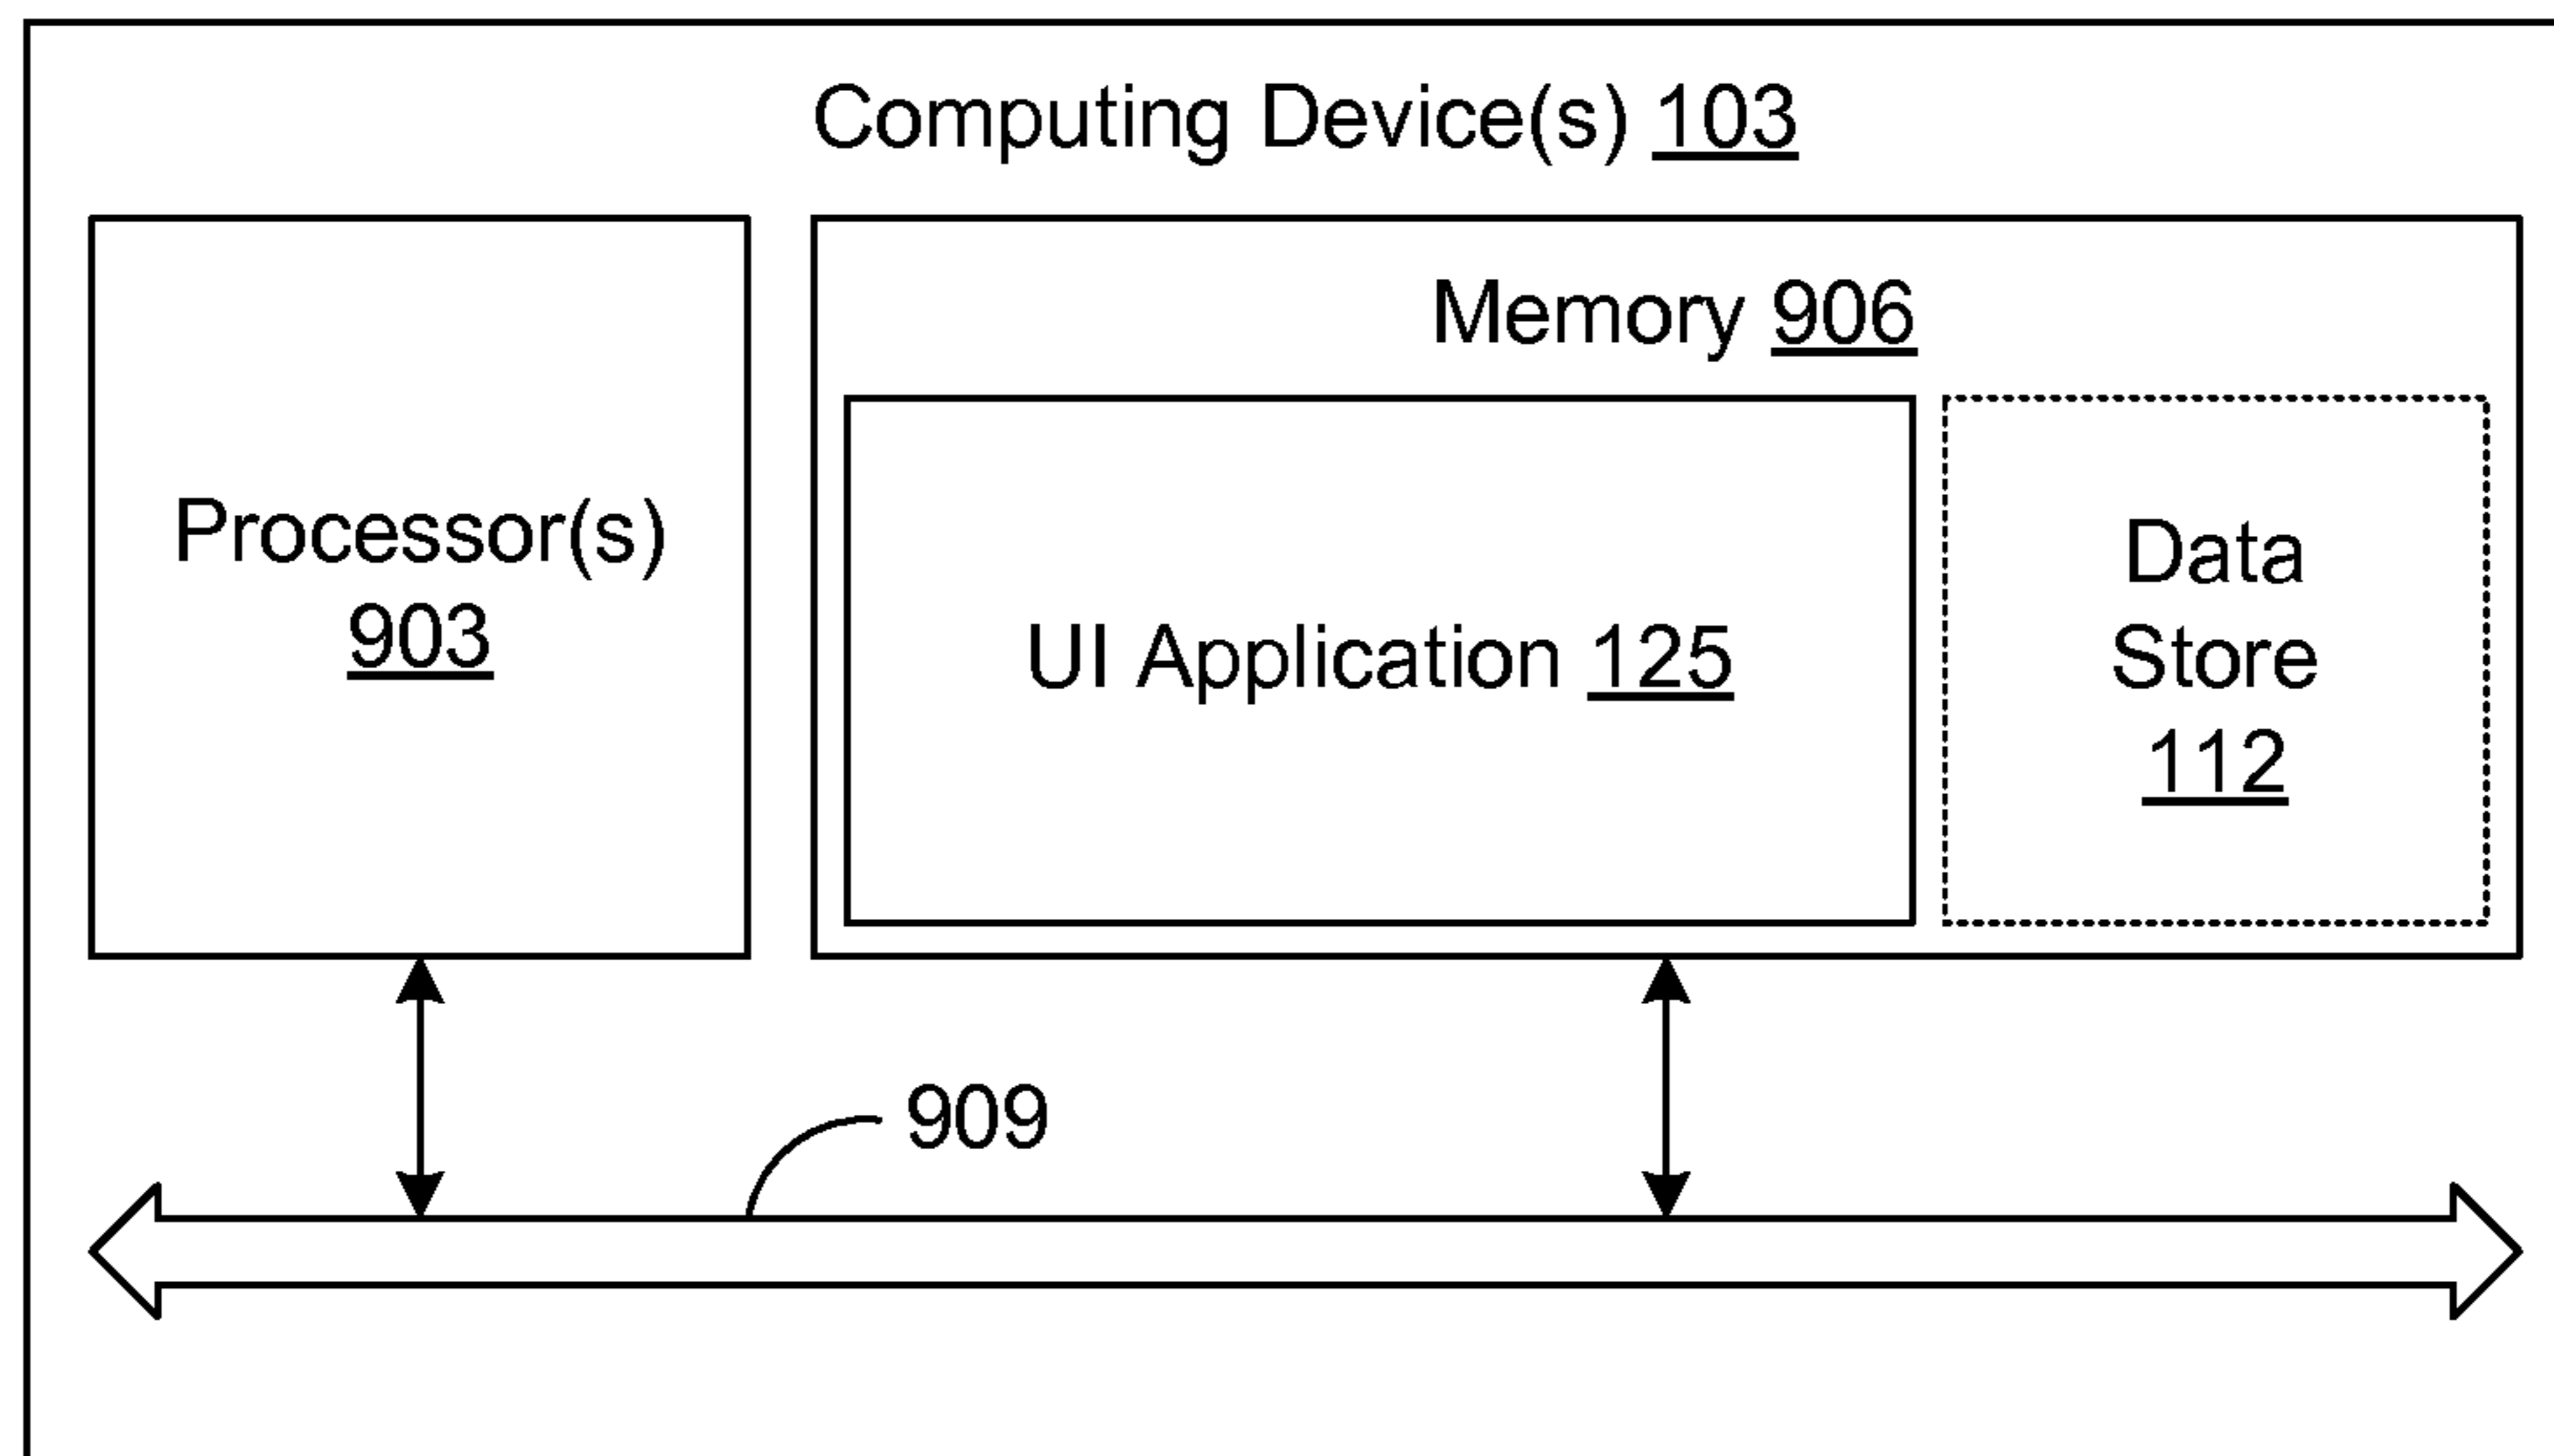 Computing Device(s) 103
Memory 906
Processor(s)
903
UI Application 125
Data
Store
112
909